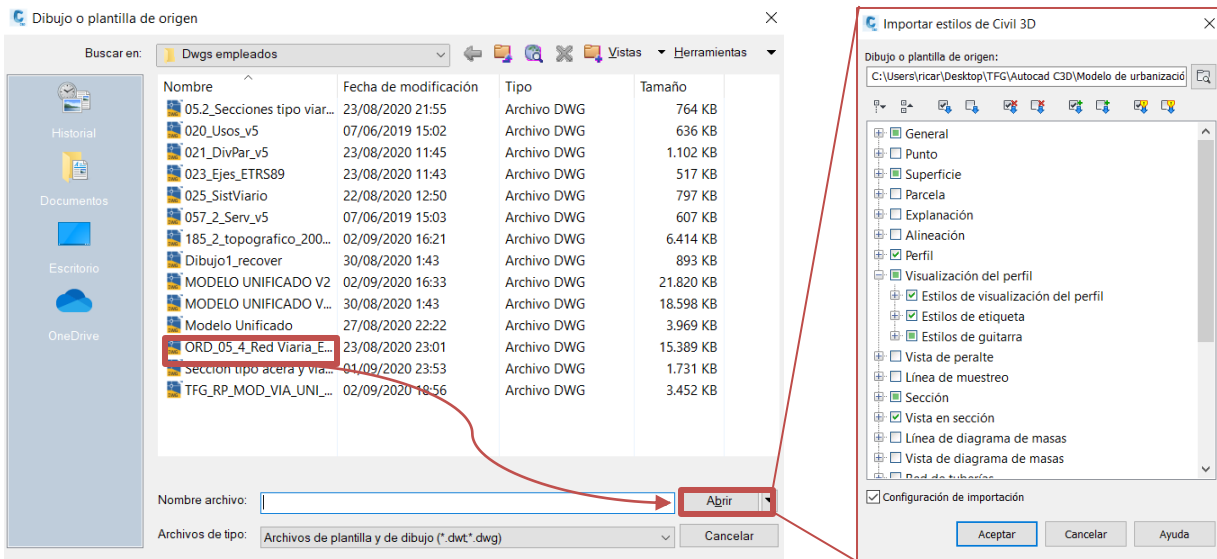 Dibujo o plantilla de origen
Buscar en: Dwgs empleados Vistas Herramientas
Historial
Documentos
Escritorio
OneDrive
Nombre Fecha de modificación Tipo Tamaño
05.2_Secciones tipo viar... 23/08/2020 21:55 Archivo DWG 764 KB
020_Usos_v5 07/06/2019 15:02 Archivo DWG 636 KB
021_DivPar_v5 23/08/2020 11:45 Archivo DWG 1.102 KB
023_Ejes_ETRS89 23/08/2020 11:43 Archivo DWG 517 KB
025_SistViario 22/08/2020 12:50 Archivo DWG 797 KB
057_2_Serv_v5 07/06/2019 15:03 Archivo DWG 607 KB
185_2_topografico_200... 02/09/2020 16:21 Archivo DWG 6.414 KB
Dibujo1_recover 30/08/2020 1:43 Archivo DWG 893 KB
MODELO UNIFICADO V2 02/09/2020 16:33 Archivo DWG 21.820 KB
MODELO UNIFICADO V... 30/08/2020 1:43 Archivo DWG 18.598 KB
Modelo Unificado 27/08/2020 22:22 Archivo DWG 3.969 KB
ORD_05_4_Red Viaria_E... 23/08/2020 23:01 Archivo DWG 15.389 KB
Seccion tipo acera y via... 01/09/2020 23:53 Archivo DWG 1.731 KB
TFG_RP_MOD_VIA_UNI_... 02/09/2020 18:56 Archivo DWG 3.452 KB
Nombre archivo: Abrir
Archivos de tipo: Archivos de plantilla y de dibujo (*.dwt;*.dwg) Cancelar
Importar estilos de Civil 3D
Dibujo o plantilla de origen:
C:\Users\ricar\Desktop\TFG\Autocad C3D\Modelo de urbanizació
General
Punto
Superficie
Parcela
Explanación
Alineación
Perfil
Visualización del perfil
Estilos de visualización del perfil
Estilos de etiqueta
Estilos de guitarra
Vista de peralte
Línea de muestreo
Sección
Vista en sección
Línea de diagrama de masas
Vista de diagrama de masas
Red de tuberías
Configuración de importación
Aceptar Cancelar Ayuda